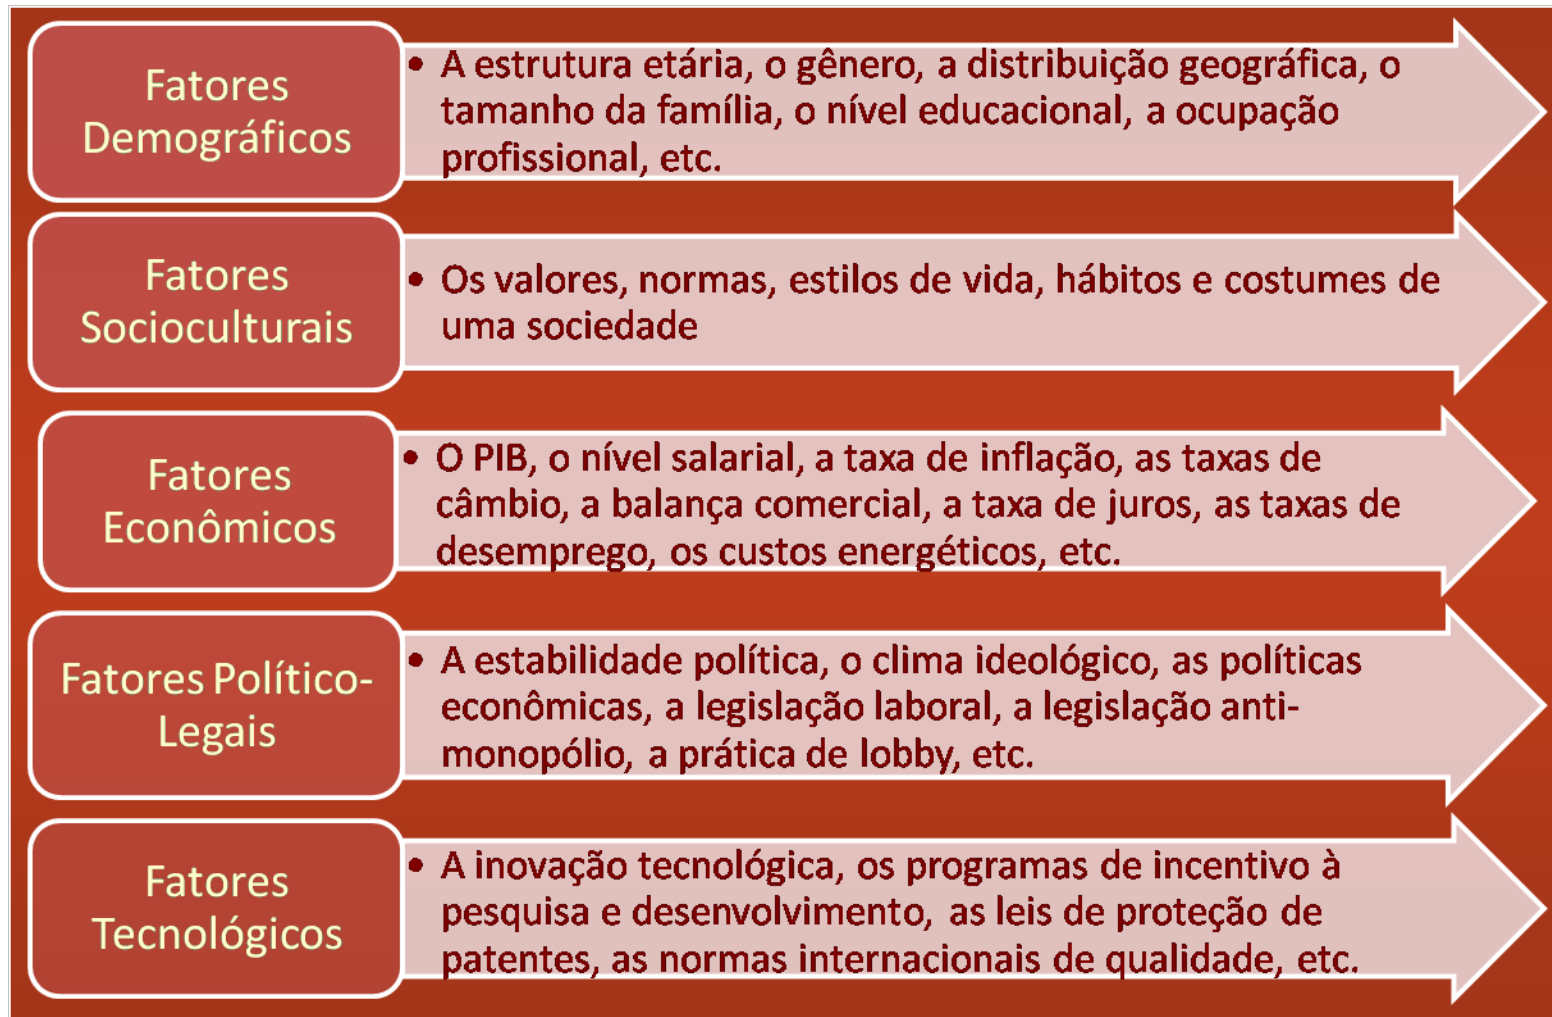 Fatores
Demográficos
• A estrutura etária, o gênero, a distribuição geográfica, o
tamanho da família, o nível educacional, a ocupação
profissional, etc.
Fatores
Socioculturais
• Os valores, normas, estilos de vida, hábitos e costumes de
uma sociedade
Fatores
Econômicos
• O PIB, o nível salarial, a taxa de inflação, as taxas de
câmbio, a balança comercial, a taxa de juros, as taxas de
desemprego, os custos energéticos, etc.
Fatores Político-
Legais
• A estabilidade política, o clima ideológico, as políticas
econômicas, a legislação laboral, a legislação anti-
monopólio, a prática de lobby, etc.
Fatores
Tecnológicos
• A inovação tecnológica, os programas de incentivo à
pesquisa e desenvolvimento, as leis de proteção de
patentes, as normas internacionais de qualidade, etc.